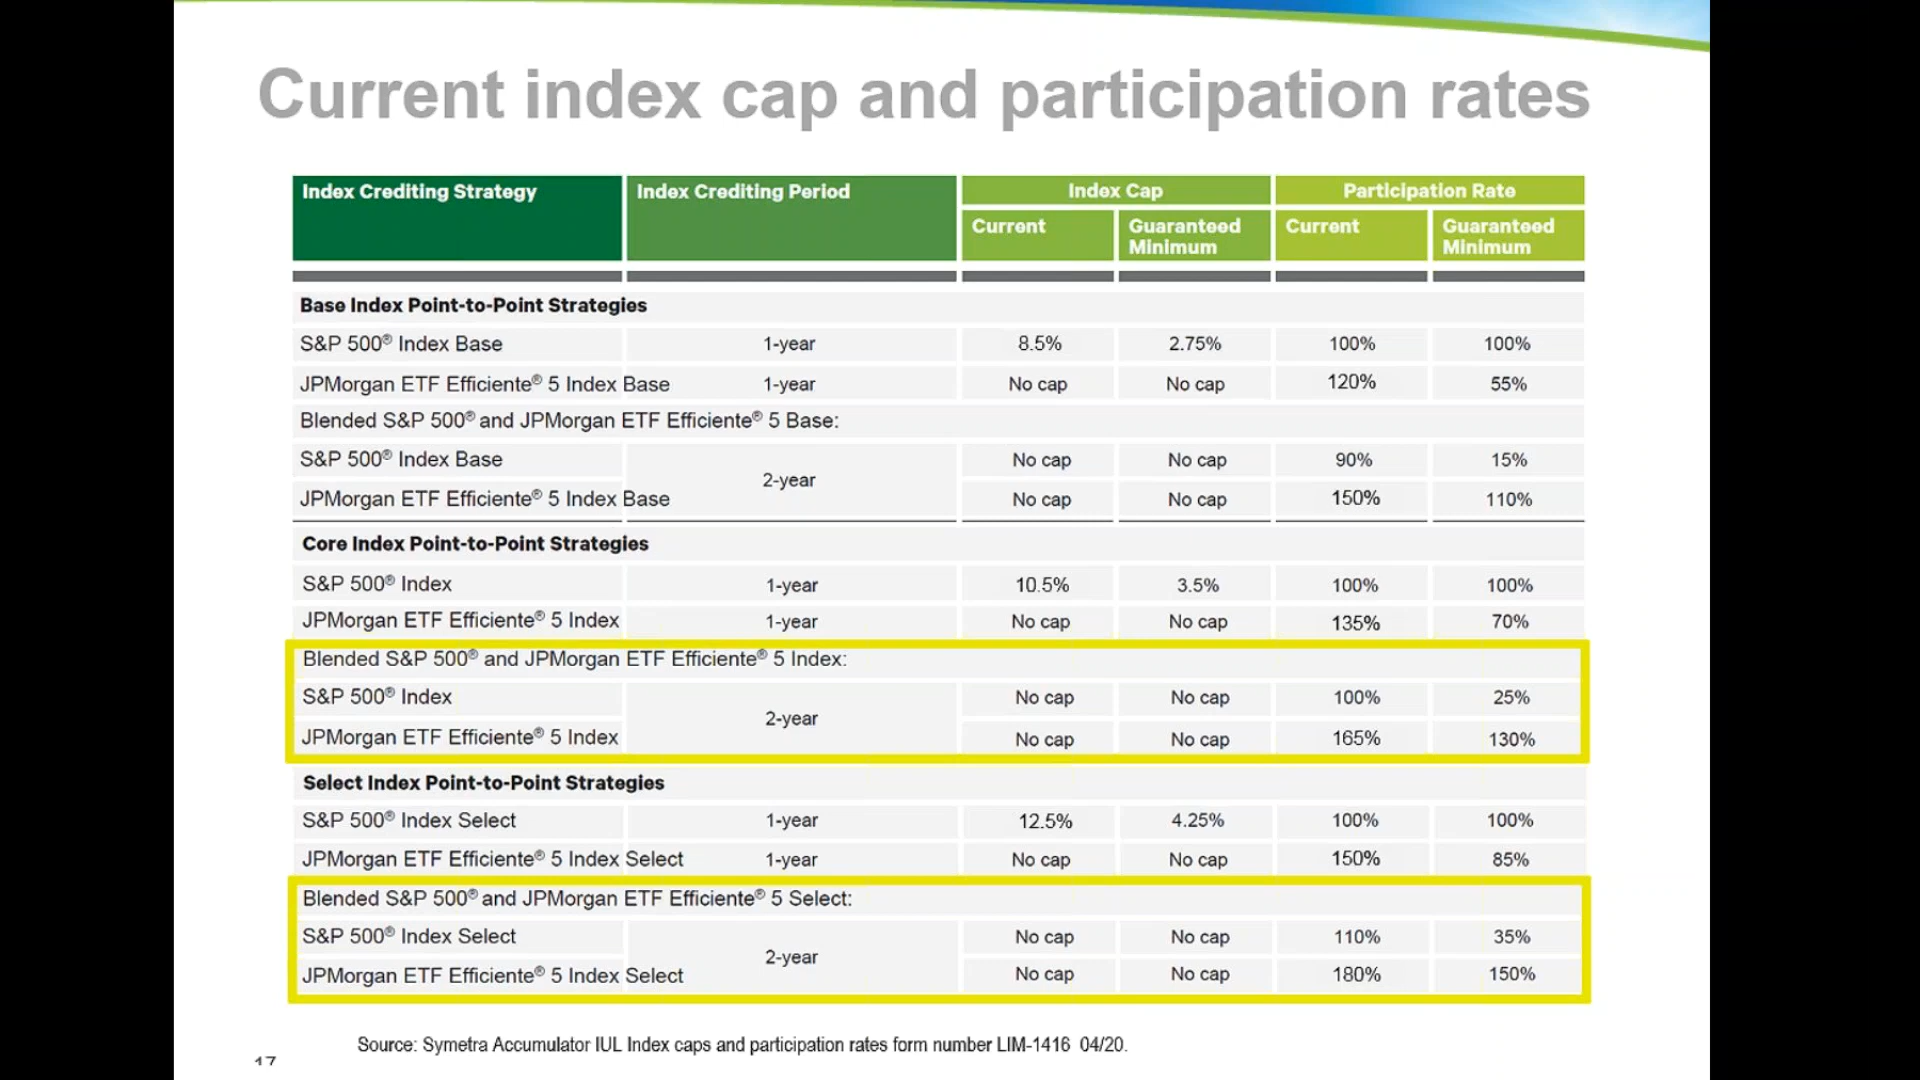 Current index cap and participation rates
Index Crediting Strategy Index Crediting Period Index Cap Participation Rate
Current Guaranteed Minimum Current Guaranteed Minimum
Base Index Point-to-Point Strategies
S&P 500® Index Base 1-year 8.5% 2.75% 100% 100%
JPMorgan ETF Efficiente® 5 Index Base 1-year No cap No cap 120% 55%
Blended S&P 500® and JPMorgan ETF Efficiente® 5 Base:
S&P 500® Index Base No cap No cap 90% 15%
2-year
JPMorgan ETF Efficiente® 5 Index Base No cap No cap 150% 110%
Core Index Point-to-Point Strategies
S&P 500® Index 1-year 10.5% 3.5% 100% 100%
JPMorgan ETF Efficiente® 5 Index 1-year No cap No cap 135% 70%
Blended S&P 500® and JPMorgan ETF Efficiente® 5 Index:
S&P 500® Index No cap No cap 100% 25%
2-year
JPMorgan ETF Efficiente® 5 Index No cap No cap 165% 130%
Select Index Point-to-Point Strategies
S&P 500® Index Select 1-year 12.5% 4.25% 100% 100%
JPMorgan ETF Efficiente® 5 Index Select 1-year No cap No cap 150% 85%
Blended S&P 500® and JPMorgan ETF Efficiente® 5 Select:
S&P 500® Index Select No cap No cap 110% 35%
2-year
JPMorgan ETF Efficiente® 5 Index Select No cap No cap 180% 150%
Source: Symetra Accumulator IUL Index caps and participation rates form number LIM-1416 04/20.
17